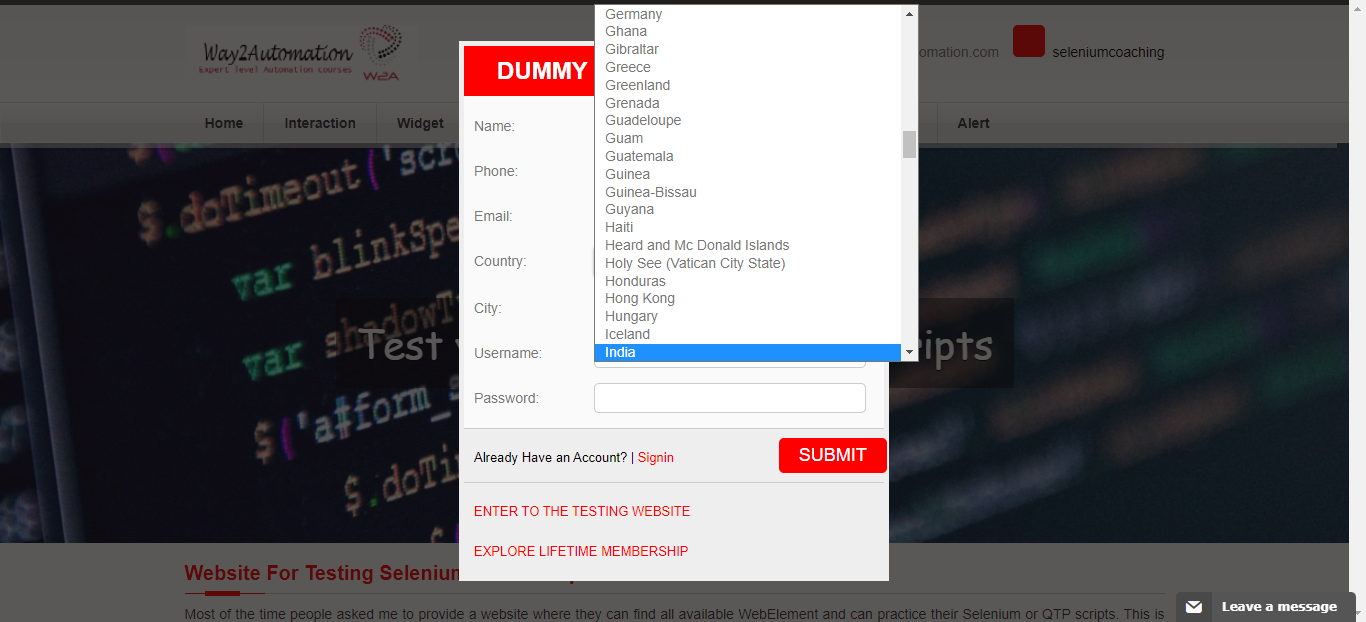 Way2Automation
Expert level Automation courses
W2A
omation.com
seleniumcoaching
Home
Interaction
Widget
Alert
DUMMY
Name:
Phone:
Email:
Country:
City:
Username:
Password:
Germany
Ghana
Gibraltar
Greece
Greenland
Grenada
Guadeloupe
Guam
Guatemala
Guinea
Guinea-Bissau
Guyana
Haiti
Heard and Mc Donald Islands
Holy See (Vatican City State)
Honduras
Hong Kong
Hungary
Iceland
India
Already Have an Account? | Signin
SUBMIT
ENTER TO THE TESTING WEBSITE
EXPLORE LIFETIME MEMBERSHIP
$.doTimeout('scr
var blinkSpe
var shadowT
var
$('a#form_s
$.doTi
Test
ripts
Website For Testing Selenium
Most of the time people asked me to provide a website where they can find all available WebElement and can practice their Selenium or QTP scripts. This is
Leave a message